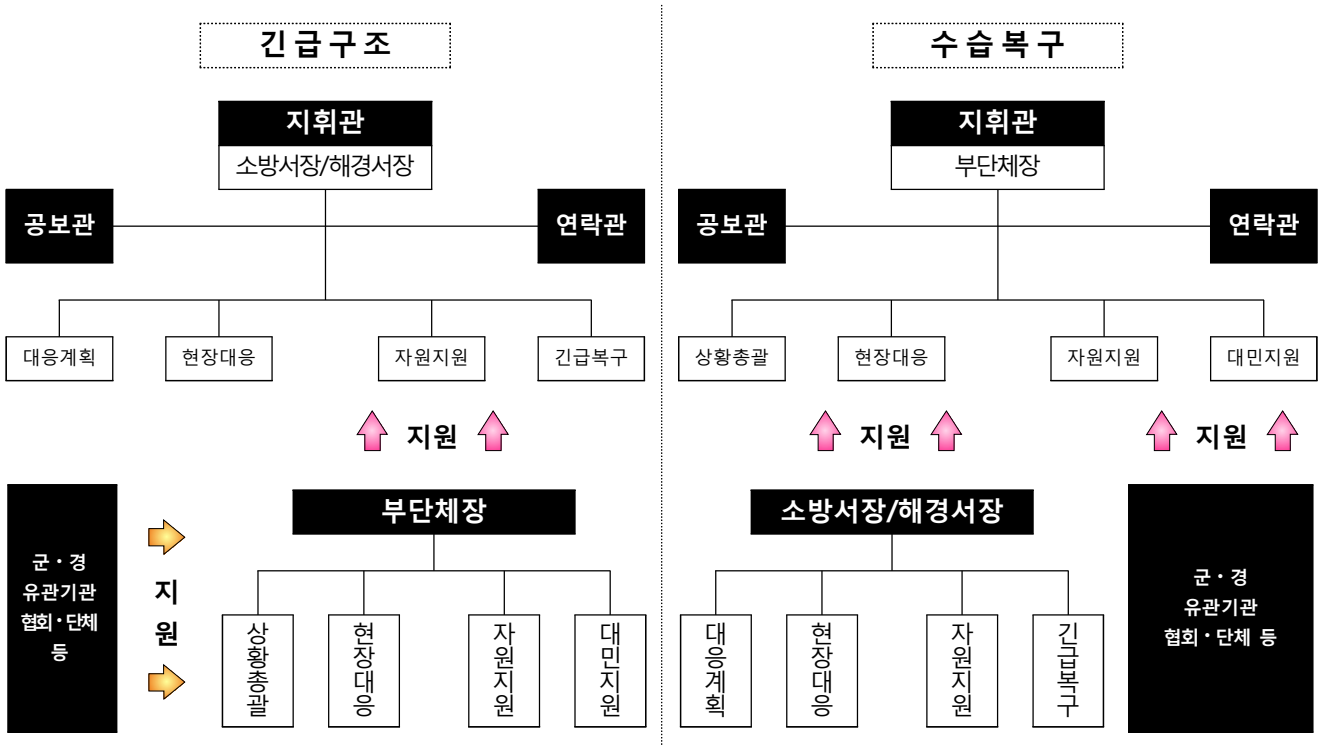 긴급구조
지휘관
소방서장/해경서장
공보관
연락관
대응계획
현장대응
자원지원
긴급복구
지원
부단체장
군・경
유관기관
협회・단체
등
지
원
상황총괄
현장대응
자원지원
대민지원
수습복구
지휘관
부단체장
공보관
연락관
상황총괄
현장대응
자원지원
대민지원
지원
지원
소방서장/해경서장
대응계획
현장대응
자원지원
긴급복구
군・경
유관기관
협회・단체 등